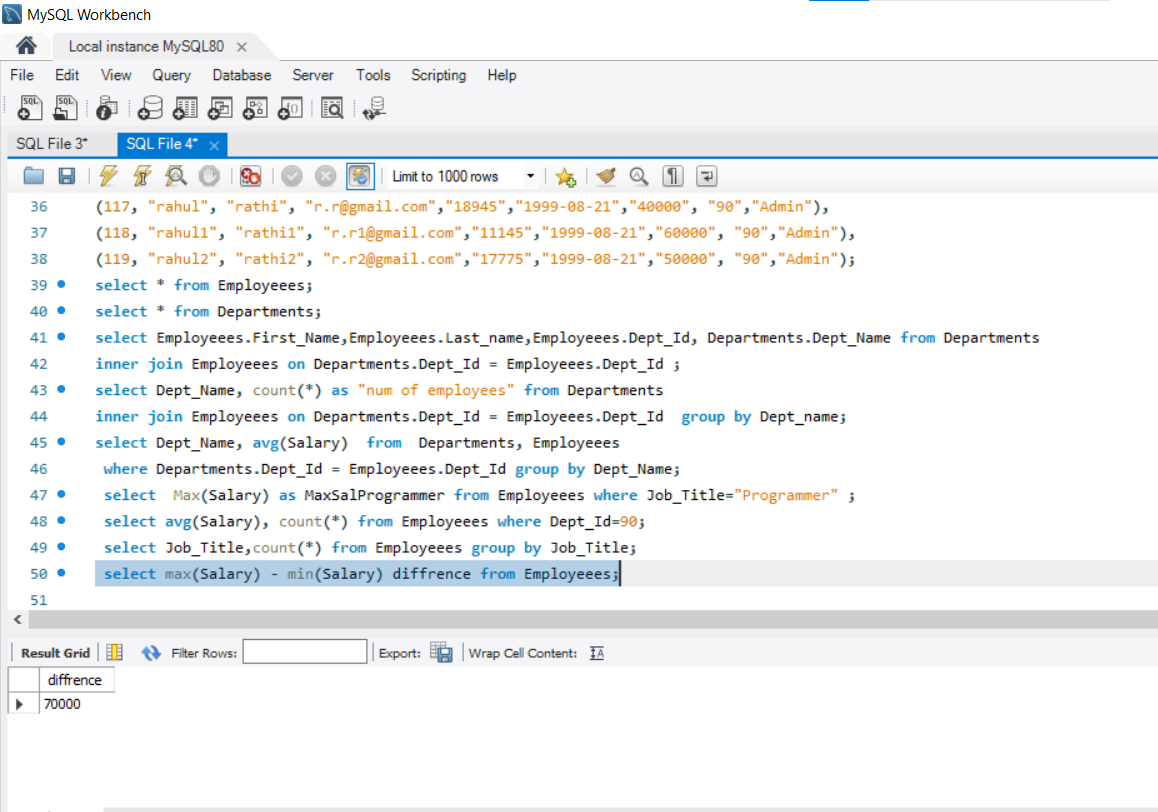 MySQL Workbench
Local instance MySQL80
File Edit View Query Database Server Tools Scripting Help
SQL File 3* SQL File 4*
Limit to 1000 rows
36 (117, "rahul", "rathi", "r.r@gmail.com","18945","1999-08-21","40000", "90","Admin"),
37 (118, "rahul1", "rathi1", "r.r1@gmail.com","11145","1999-08-21","60000", "90","Admin"),
38 (119, "rahul2", "rathi2", "r.r2@gmail.com","17775","1999-08-21","50000", "90","Admin");
39 select * from Employeees;
40 select * from Departments;
41 select Employeees.First_Name,Employeees.Last_name,Employeees.Dept_Id, Departments.Dept_Name from Departments
42 inner join Employeees on Departments.Dept_Id = Employeees.Dept_Id ;
43 select Dept_Name, count(*) as "num of employees" from Departments
44 inner join Employeees on Departments.Dept_Id = Employeees.Dept_Id  group by Dept_name;
45 select Dept_Name, avg(Salary)  from  Departments, Employeees
46 where Departments.Dept_Id = Employeees.Dept_Id group by Dept_Name;
47 select  Max(Salary) as MaxSalProgrammer from Employeees where Job_Title="Programmer" ;
48 select avg(Salary), count(*) from Employeees where Dept_Id=90;
49 select Job_Title,count(*) from Employeees group by Job_Title;
50 select max(Salary) - min(Salary) diffrence from Employeees;
51
Result Grid Filter Rows: Export: Wrap Cell Content:
diffrence
70000